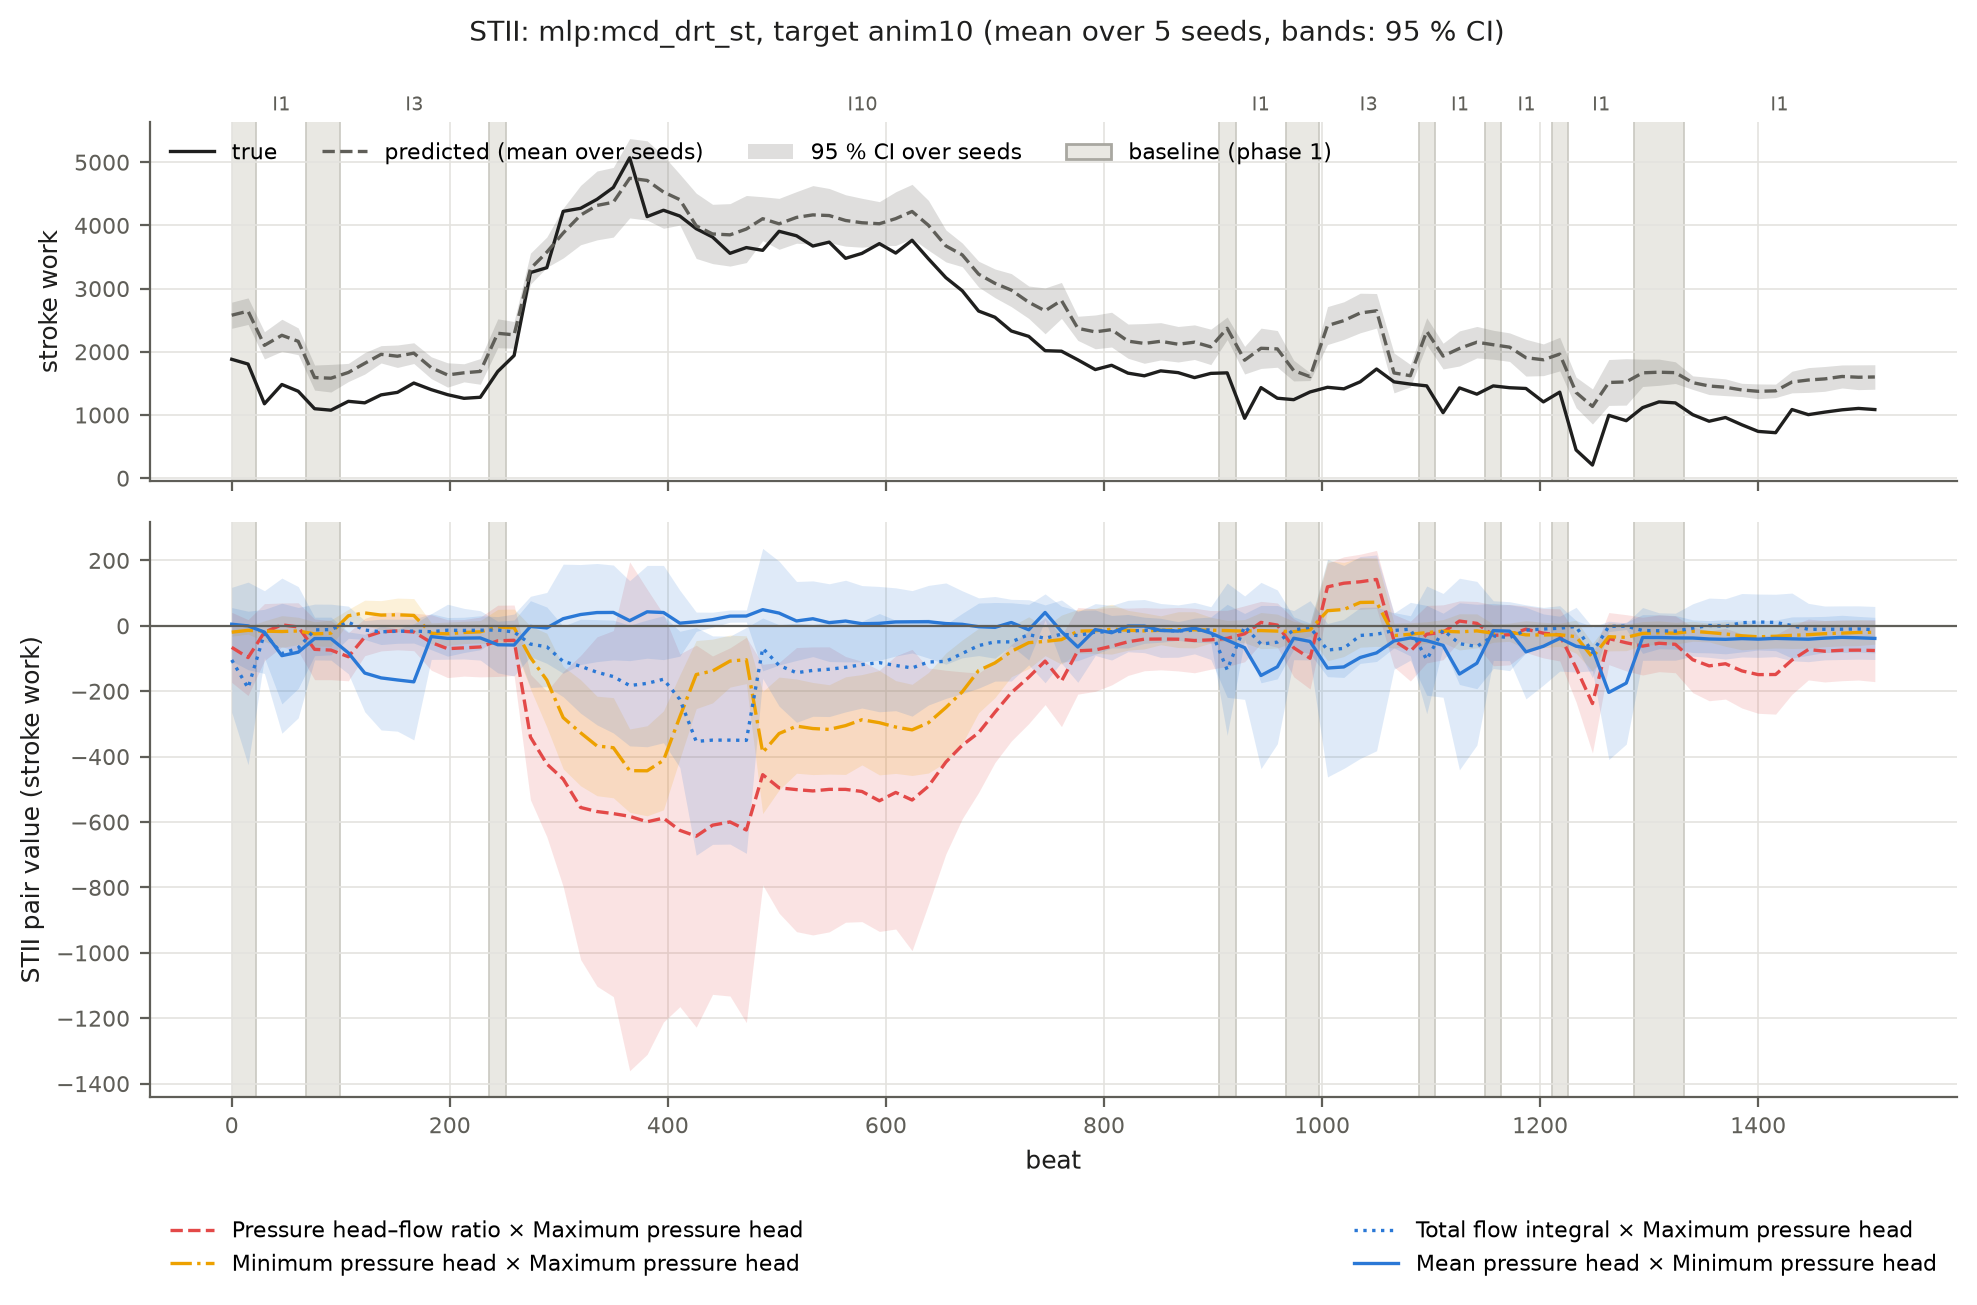 STII: mlp:mcd_drt_st, target anim10 (mean over 5 seeds, bands: 95 % CI)
I1 I3 I10 I1 I3 I1 I1 I1 I1
true predicted (mean over seeds) 95 % CI over seeds baseline (phase 1)
stroke work
5000
4000
3000
2000
1000
0
STII pair value (stroke work)
200
0
−200
−400
−600
−800
−1000
−1200
−1400
0 200 400 600 800 1000 1200 1400
beat
Pressure head–flow ratio × Maximum pressure head
Minimum pressure head × Maximum pressure head
Total flow integral × Maximum pressure head
Mean pressure head × Minimum pressure head